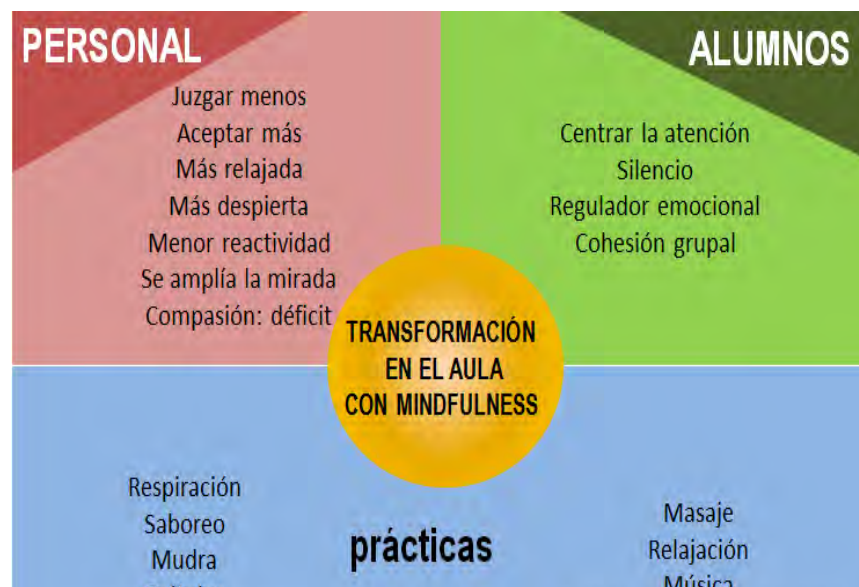 PERSONAL
Juzgar menos
Aceptar más
Más relajada
Más despierta
Menor reactividad
Se amplía la mirada
Compasión: déficit
ALUMNOS
Centrar la atención
Silencio
Regulador emocional
Cohesión grupal
TRANSFORMACIÓN
EN EL AULA
CON MINDFULNESS
Respiración
Saboreo
Mudra
prácticas
Masaje
Relajación
Música